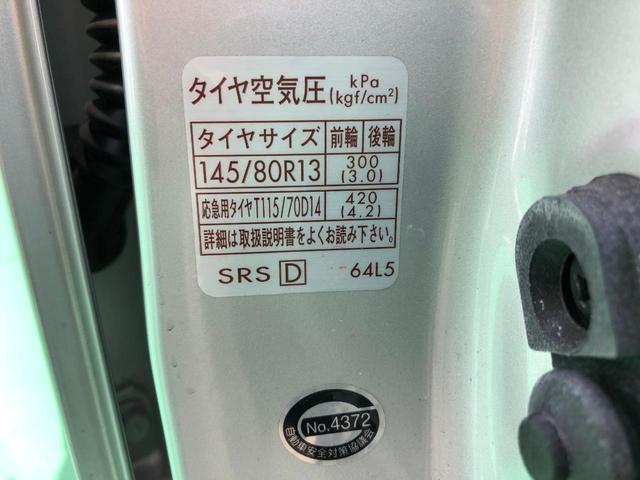 タイヤ空気圧 kPa (kgf/cm²)
タイヤサイズ 前輪 後輪
145/80R13 300 (3.0)
応急用タイヤT115/70D14 420 (4.2)
詳細は取扱説明書をよくお読み下さい。
SRS D 64L5
No.4372
自動車安全対策協議会